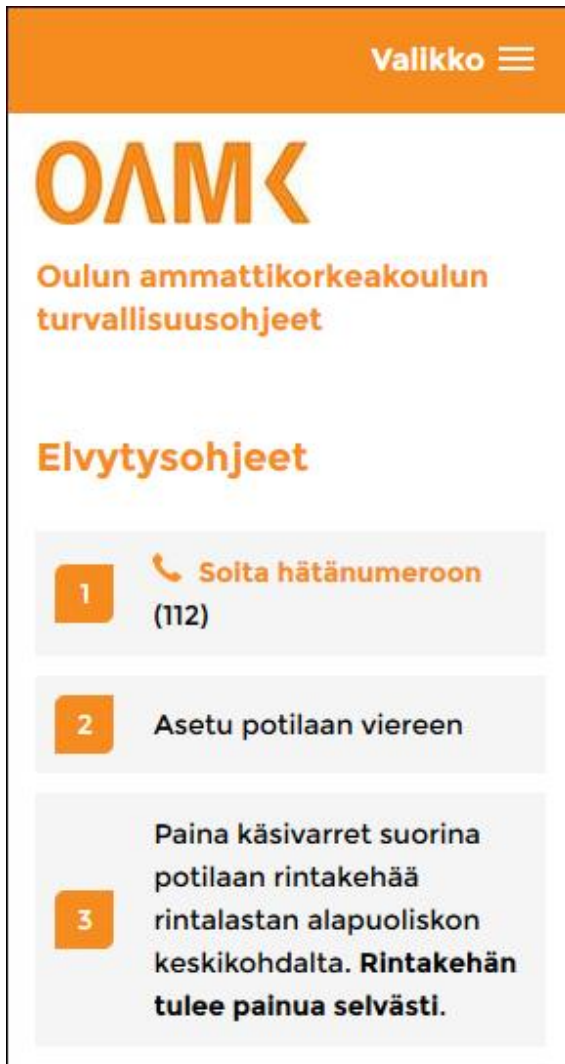 Valikko
OAMK
Oulun ammattikorkeakoulun
turvallisuusohjeet
Elvytysohjeet
1
Soita hätänumeroon
(112)
2
Asetu potilaan viereen
3
Paina käsivarret suorina
potilaan rintakehää
rintalastan alapuoliskon
keskikohdalta. Rintakehän
tulee painua selvästi.